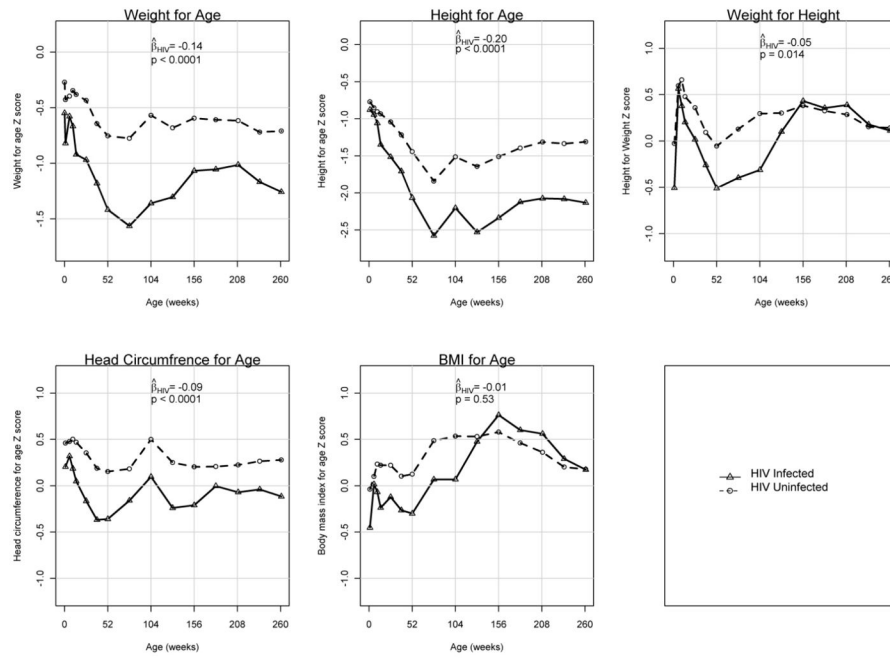 Weight for Age
β̂HIV= -0.14
p < 0.0001
Weight for age Z score
0.0
-0.5
-1.0
-1.5
0 52 104 156 208 260
Age (weeks)
Height for Age
β̂HIV= -0.20
p < 0.0001
Height for age Z score
0.0
-0.5
-1.0
-1.5
-2.0
-2.5
0 52 104 156 208 260
Age (weeks)
Weight for Height
β̂HIV= -0.05
p = 0.014
Height for Weight Z score
1.0
0.5
0.0
-0.5
-1.0
0 52 104 156 208 26
Age (weeks)
Head Circumfrence for Age
β̂HIV= -0.09
p < 0.0001
Head circumference for age Z score
1.0
0.5
0.0
-0.5
-1.0
0 52 104 156 208 260
Age (weeks)
BMI for Age
β̂HIV= -0.01
p = 0.53
Body mass index for age Z score
1.0
0.5
0.0
-0.5
-1.0
0 52 104 156 208 260
Age (weeks)
HIV Infected
HIV Uninfected